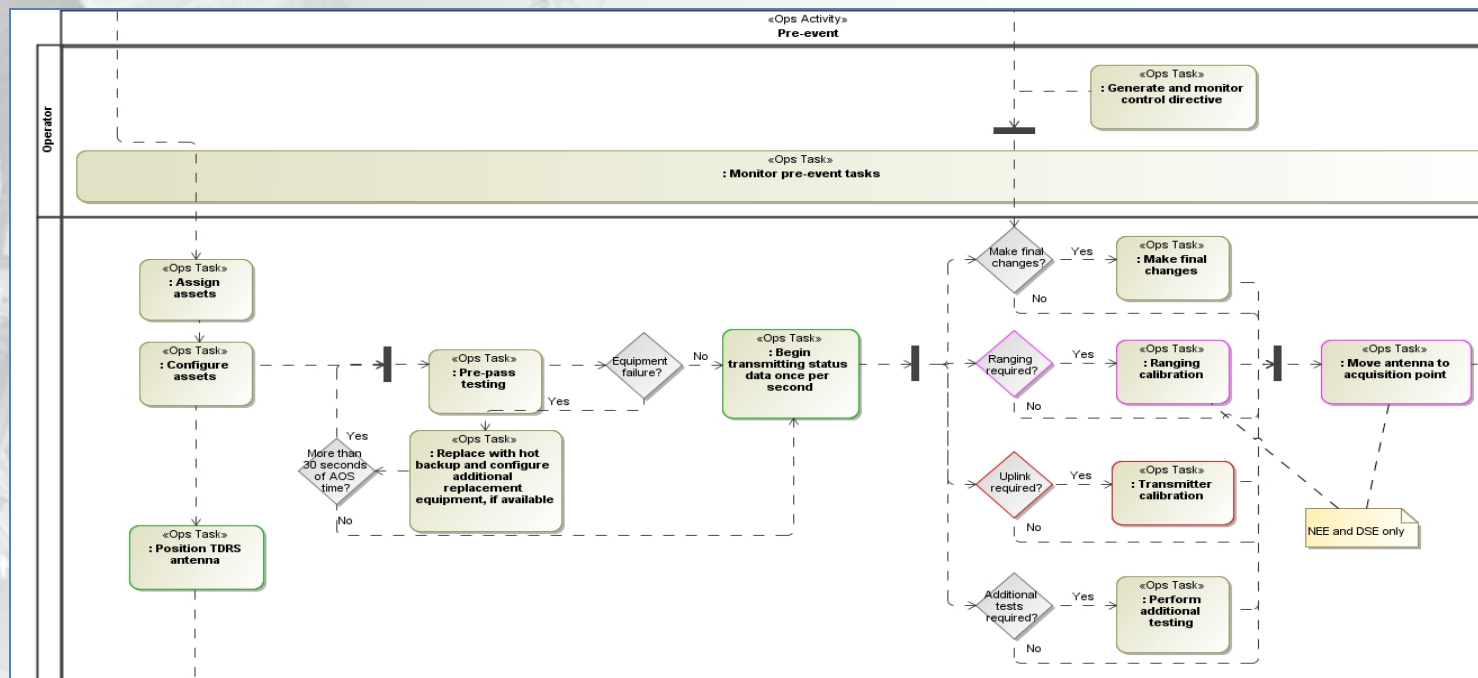 «Ops Activity»
Pre-event
Operator
«Ops Task»
: Generate and monitor
control directive
«Ops Task»
: Monitor pre-event tasks
«Ops Task»
: Assign
assets
«Ops Task»
: Configure
assets
«Ops Task»
: Position TDRS
antenna
«Ops Task»
: Pre-pass
testing
Equipment
failure?
No
Yes
«Ops Task»
: Replace with hot
backup and configure
additional
replacement
equipment, if available
More than
30 seconds
of AOS
time?
Yes
No
«Ops Task»
: Begin
transmitting status
data once per
second
Make final
changes?
Yes
No
«Ops Task»
: Make final
changes
Ranging
required?
Yes
No
«Ops Task»
: Ranging
calibration
Uplink
required?
Yes
No
«Ops Task»
: Transmitter
calibration
Additional
tests
required?
Yes
No
«Ops Task»
: Perform
additional
testing
«Ops Task»
: Move antenna to
acquisition point
NEE and DSE only